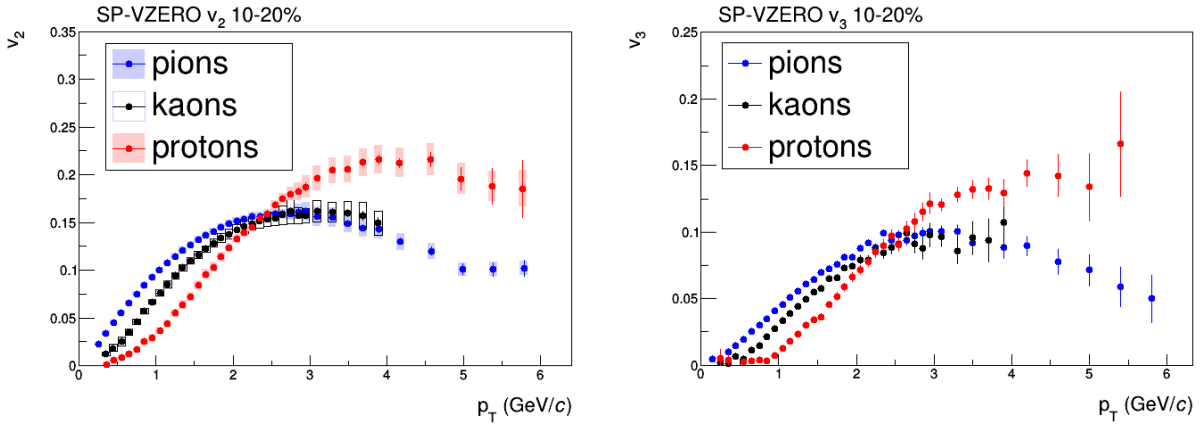 SP-VZERO v2 10-20%
v2
0.35
0.3
0.25
0.2
0.15
0.1
0.05
0
pions
kaons
protons
0 1 2 3 4 5 6
pT (GeV/c)
SP-VZERO v3 10-20%
v3
0.25
0.2
0.15
0.1
0.05
0
pions
kaons
protons
0 1 2 3 4 5 6
pT (GeV/c)